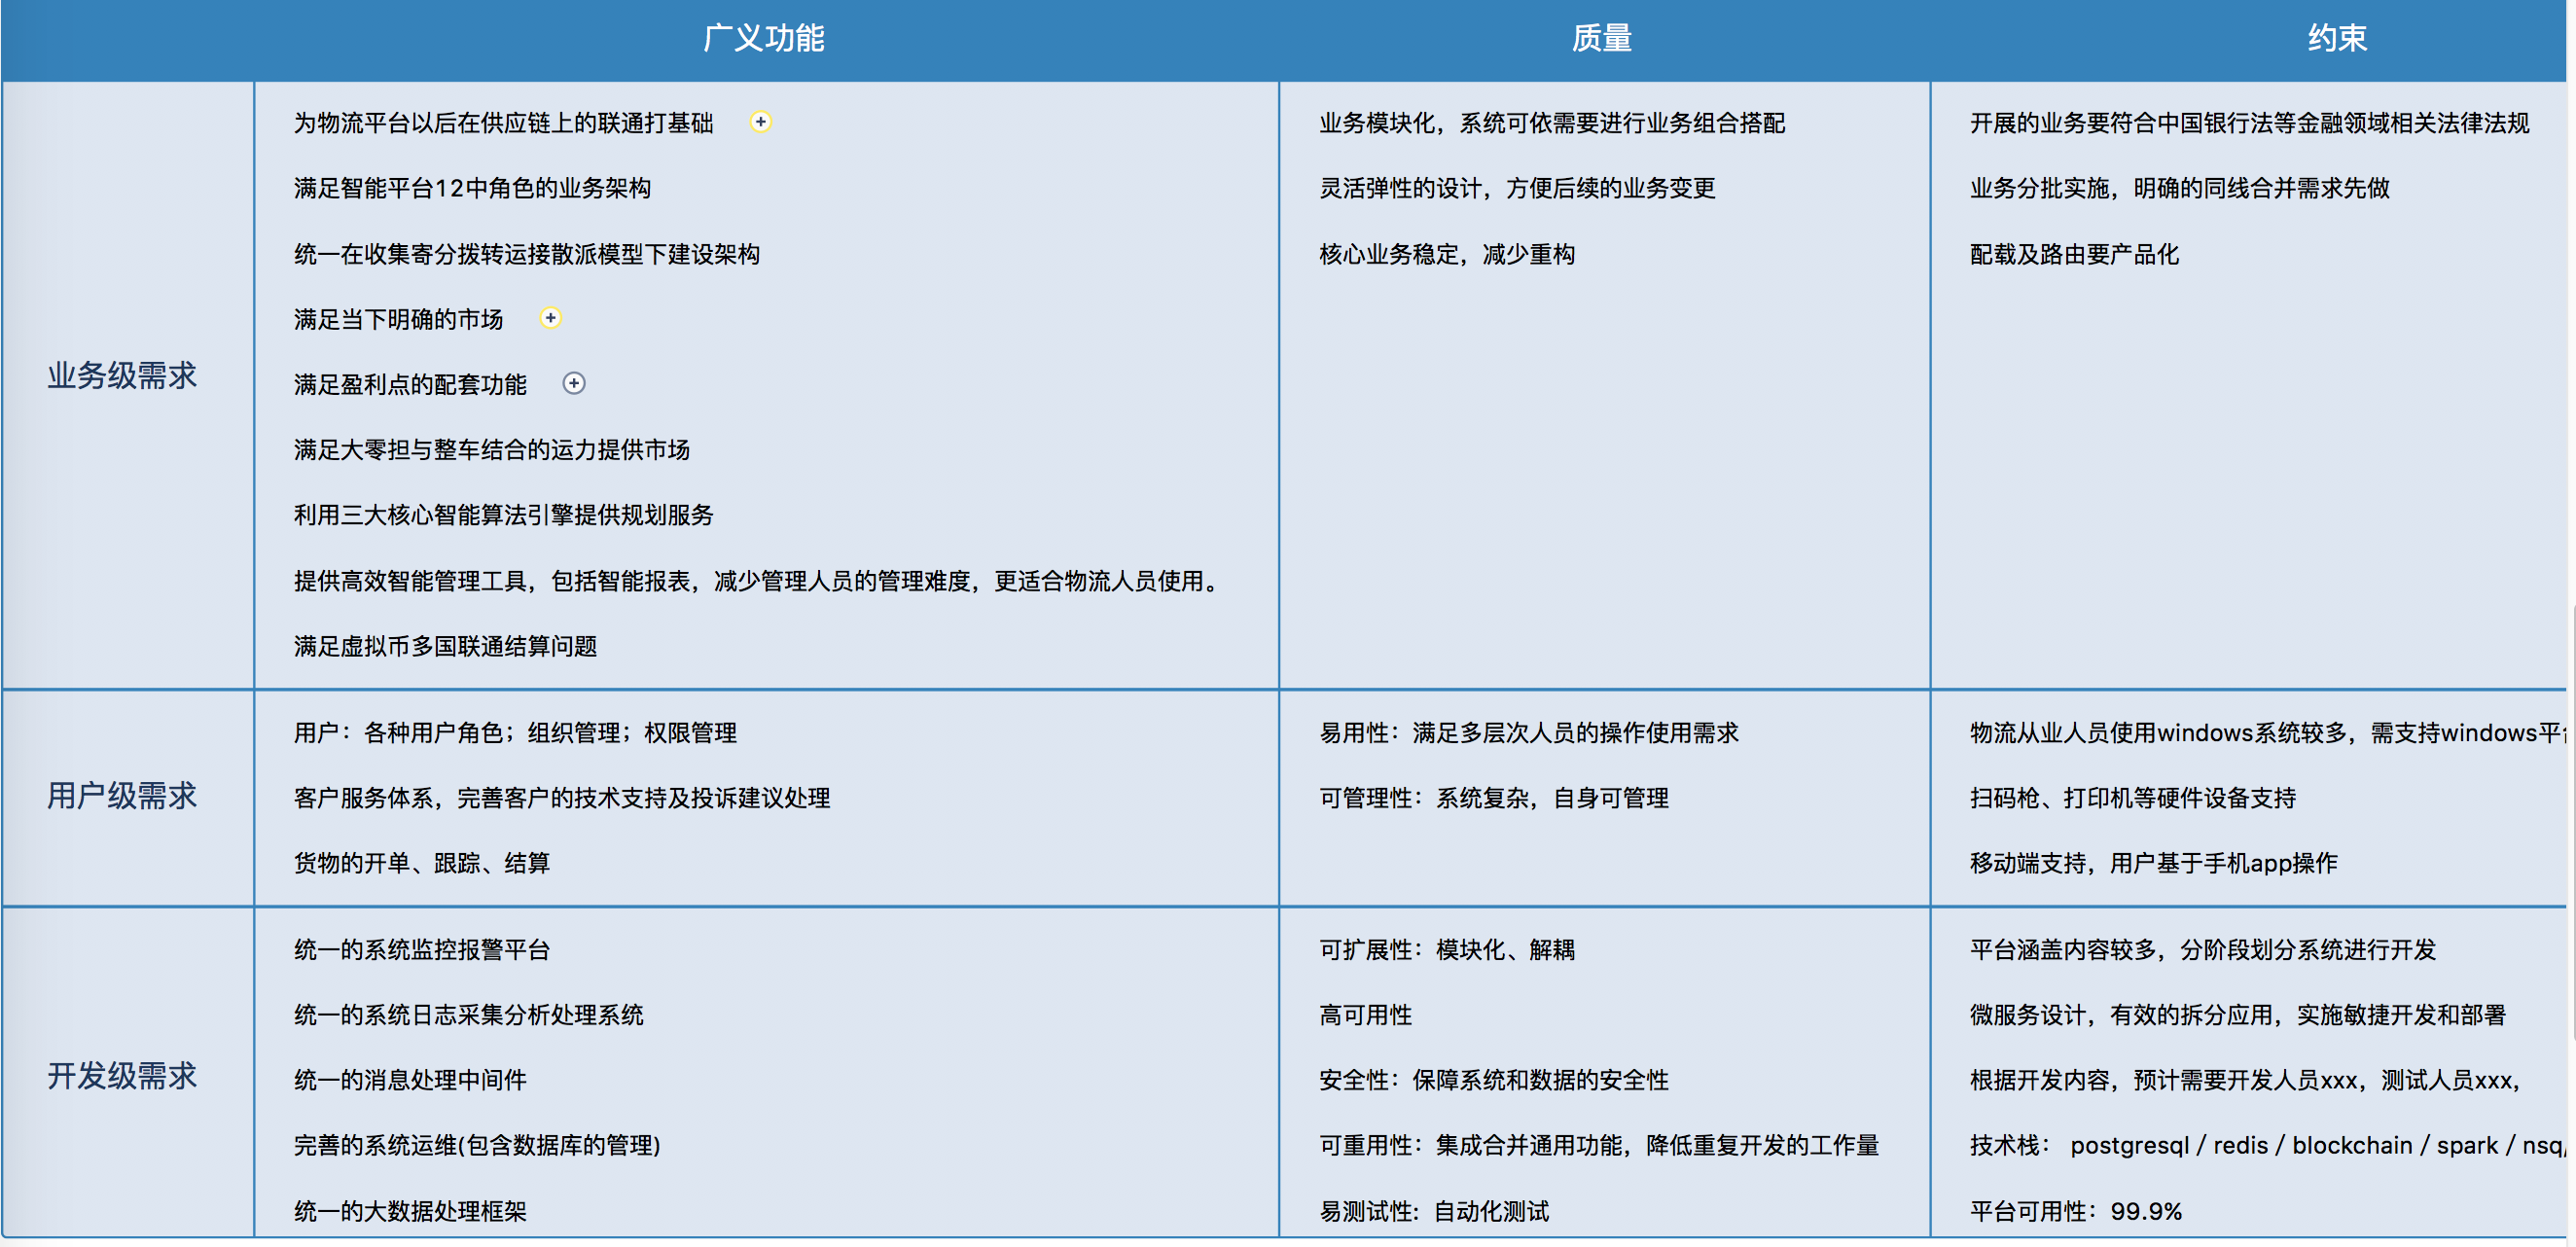 广义功能
质量
约束
业务级需求
为物流平台以后在供应链上的联通打基础
满足智能平台12中角色的业务架构
统一在收集寄分拨转运接散派模型下建设架构
满足当下明确的市场
满足盈利点的配套功能
满足大零担与整车结合的运力提供市场
利用三大核心智能算法引擎提供规划服务
提供高效智能管理工具，包括智能报表，减少管理人员的管理难度，更适合物流人员使用。
满足虚拟币多国联通结算问题
业务模块化，系统可依需要进行业务组合搭配
灵活弹性的设计，方便后续的业务变更
核心业务稳定，减少重构
开展的业务要符合中国银行法等金融领域相关法律法规
业务分批实施，明确的同线合并需求先做
配载及路由要产品化
用户级需求
用户：各种用户角色；组织管理；权限管理
客户服务体系，完善客户的技术支持及投诉建议处理
货物的开单、跟踪、结算
易用性：满足多层次人员的操作使用需求
可管理性：系统复杂，自身可管理
物流从业人员使用windows系统较多，需支持windows平
扫码枪、打印机等硬件设备支持
移动端支持，用户基于手机app操作
开发级需求
统一的系统监控报警平台
统一的系统日志采集分析处理系统
统一的消息处理中间件
完善的系统运维(包含数据库的管理)
统一的大数据处理框架
可扩展性：模块化、解耦
高可用性
安全性：保障系统和数据的安全性
可重用性：集成合并通用功能，降低重复开发的工作量
易测试性: 自动化测试
平台涵盖内容较多，分阶段划分系统进行开发
微服务设计，有效的拆分应用，实施敏捷开发和部署
根据开发内容，预计需要开发人员xxx，测试人员xxx，
技术栈： postgresql / redis / blockchain / spark / nsq
平台可用性：99.9%